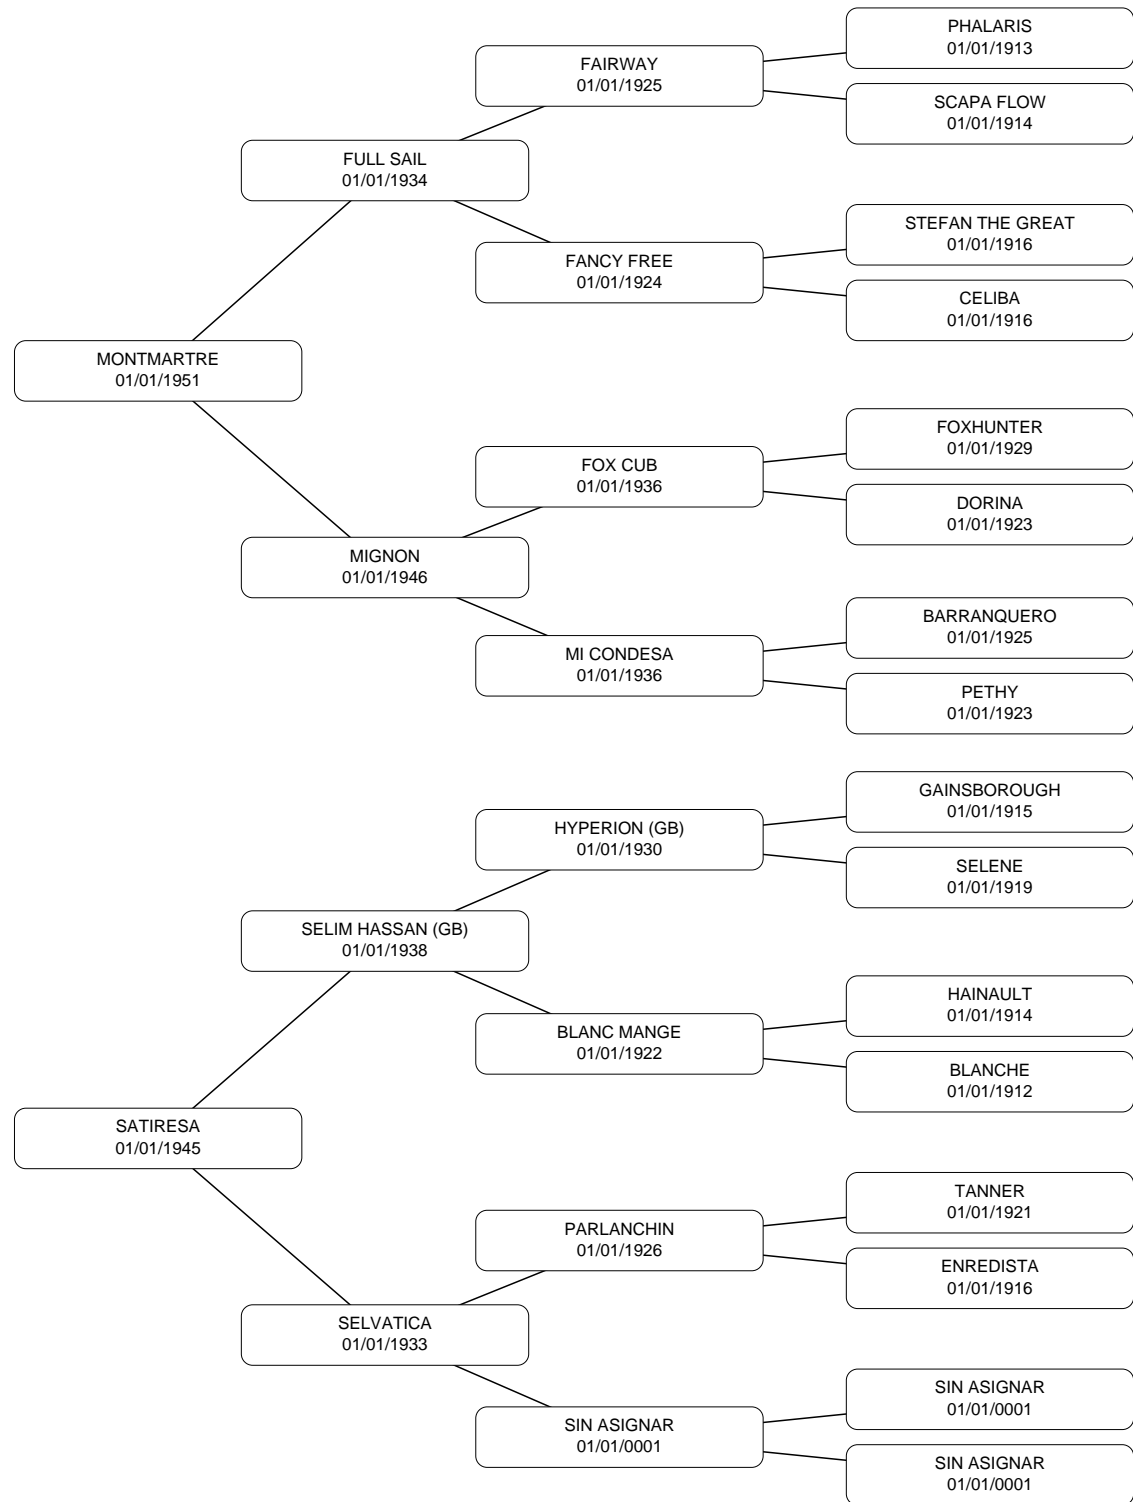 PHALARIS
01/01/1913
FAIRWAY
01/01/1925
SCAPA FLOW
01/01/1914
FULL SAIL
01/01/1934
STEFAN THE GREAT
01/01/1916
FANCY FREE
01/01/1924
CELIBA
01/01/1916
MONTMARTRE
01/01/1951
FOXHUNTER
01/01/1929
FOX CUB
01/01/1936
DORINA
01/01/1923
MIGNON
01/01/1946
BARRANQUERO
01/01/1925
MI CONDESA
01/01/1936
PETHY
01/01/1923
GAINSBOROUGH
01/01/1915
HYPERION (GB)
01/01/1930
SELENE
01/01/1919
SELIM HASSAN (GB)
01/01/1938
HAINAULT
01/01/1914
BLANC MANGE
01/01/1922
BLANCHE
01/01/1912
SATIRESA
01/01/1945
TANNER
01/01/1921
PARLANCHIN
01/01/1926
ENREDISTA
01/01/1916
SELVATICA
01/01/1933
SIN ASIGNAR
01/01/0001
SIN ASIGNAR
01/01/0001
SIN ASIGNAR
01/01/0001